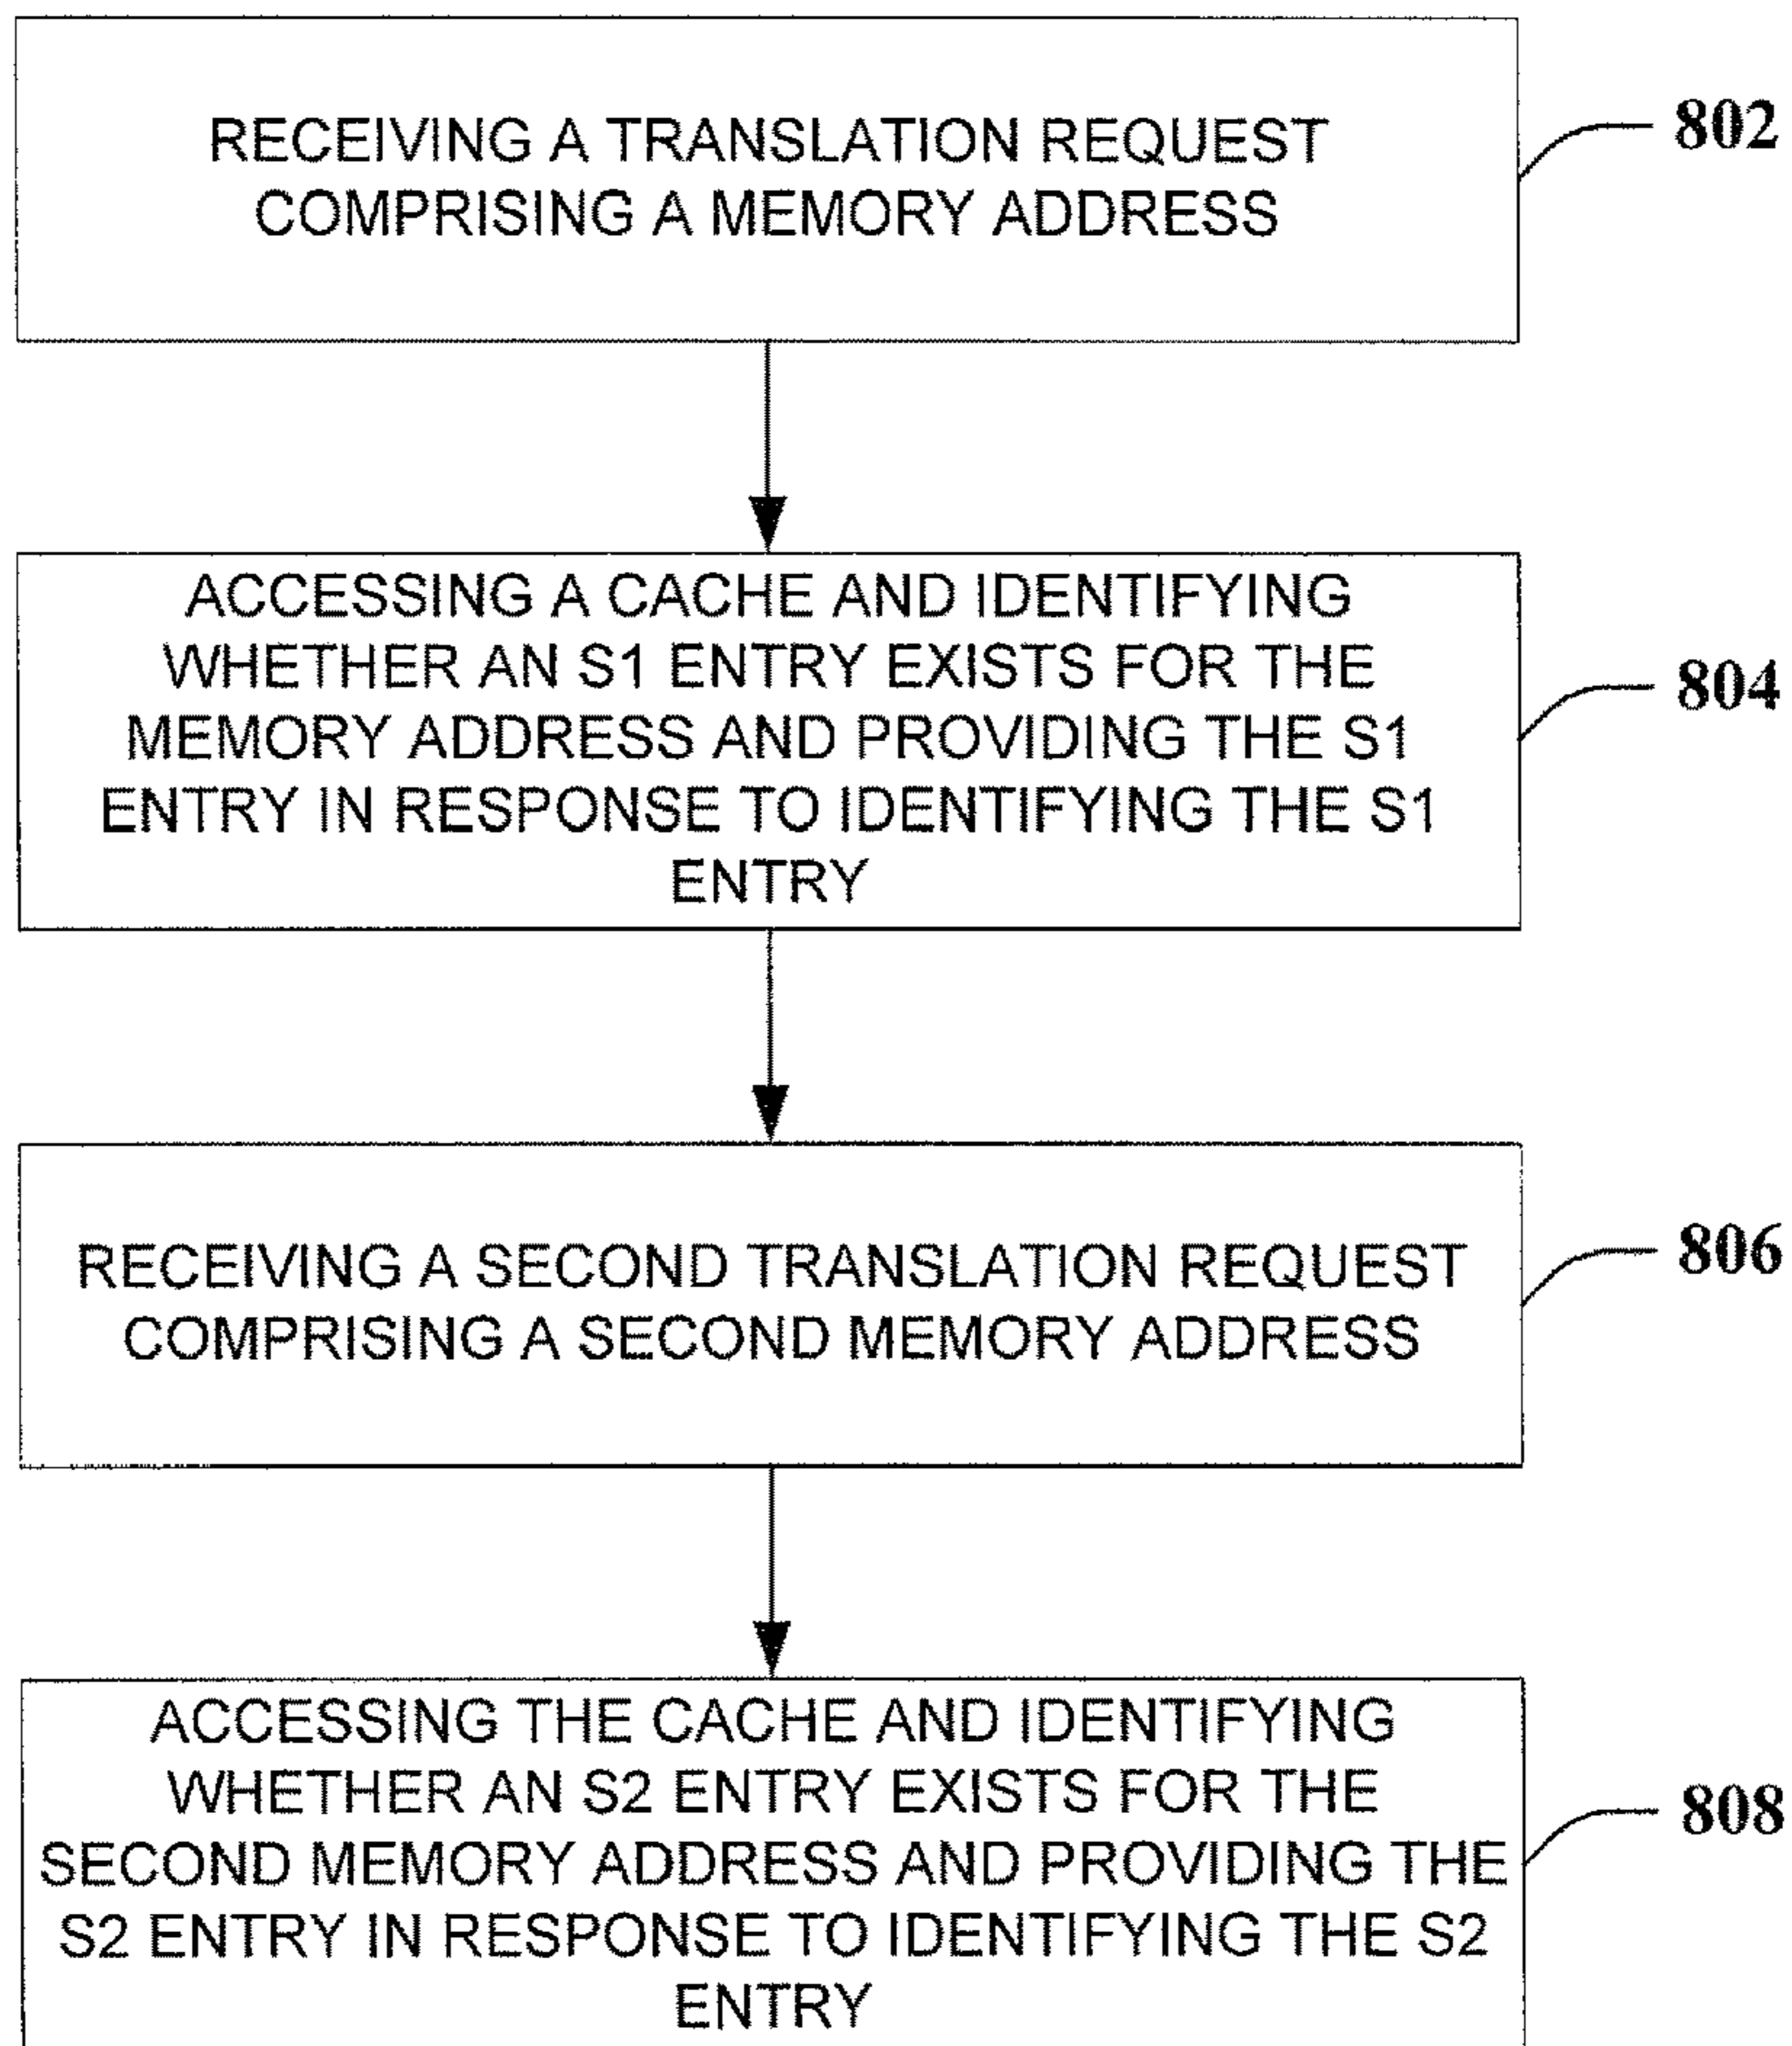 RECEIVING A TRANSLATION REQUEST
COMPRISING A MEMORY ADDRESS
802
ACCESSING A CACHE AND IDENTIFYING
WHETHER AN S1 ENTRY EXISTS FOR THE
MEMORY ADDRESS AND PROVIDING THE S1
ENTRY IN RESPONSE TO IDENTIFYING THE S1
ENTRY
804
RECEIVING A SECOND TRANSLATION REQUEST
COMPRISING A SECOND MEMORY ADDRESS
806
ACCESSING THE CACHE AND IDENTIFYING
WHETHER AN S2 ENTRY EXISTS FOR THE
SECOND MEMORY ADDRESS AND PROVIDING THE
S2 ENTRY IN RESPONSE TO IDENTIFYING THE S2
ENTRY
808